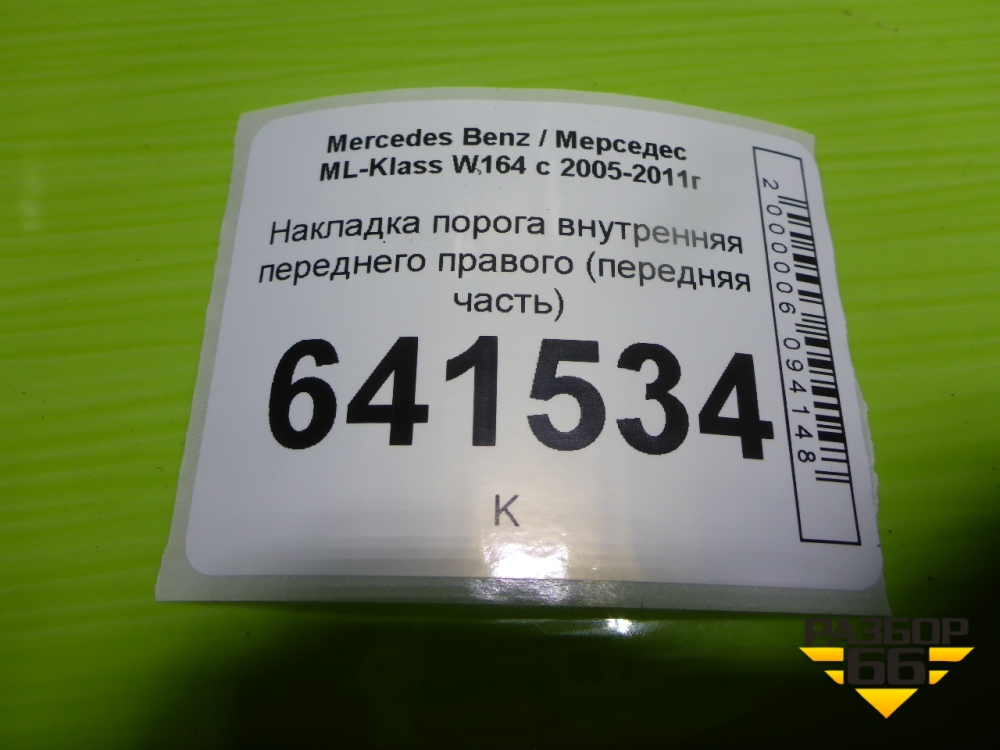 Mercedes Benz / Мерседес
ML-Klass W164 с 2005-2011г
Накладка порога внутренняя
переднего правого (передняя
часть)
641534
К
2000006094148
РАЗБОР
66